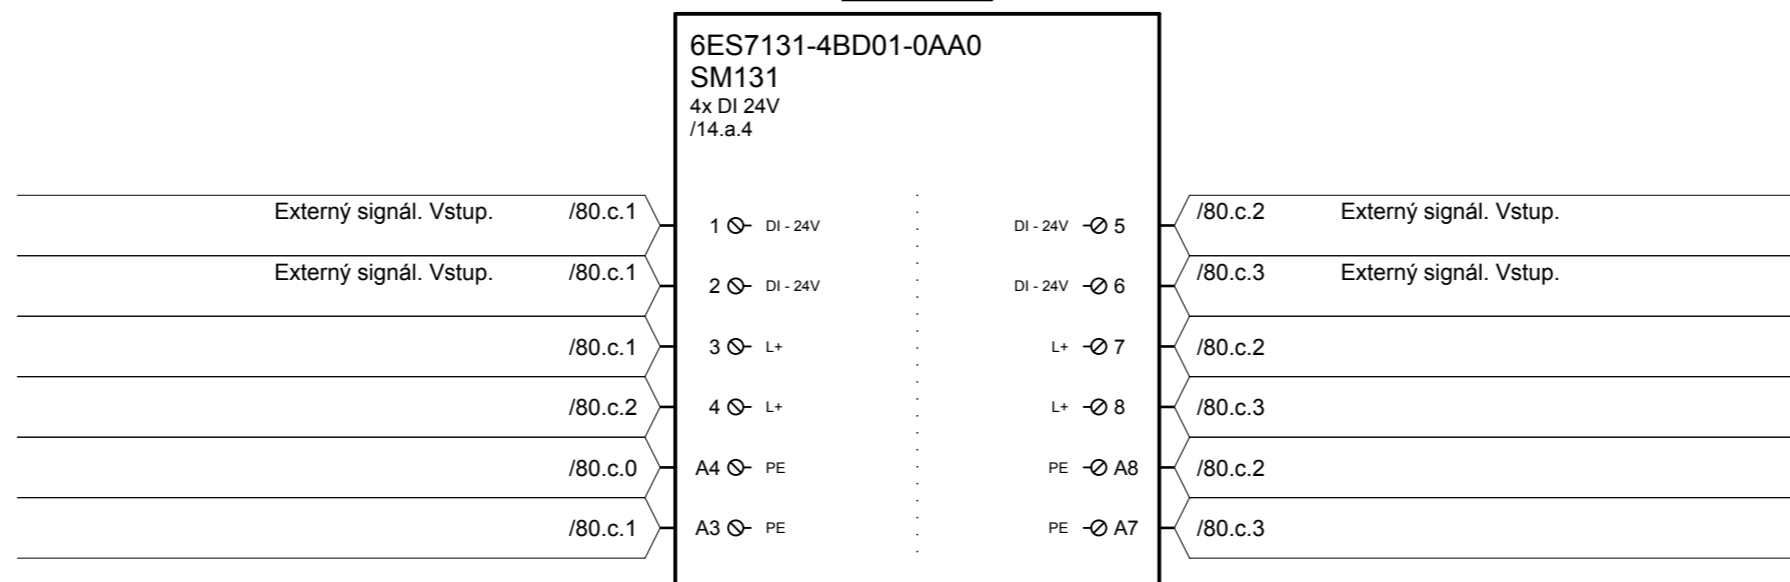 6ES7131-4BD01-0AA0
SM131
4x DI 24V
/14.a.4
Externý signál. Vstup. /80.c.1 1 DI - 24V DI - 24V 5 /80.c.2 Externý signál. Vstup.
Externý signál. Vstup. /80.c.1 2 DI - 24V DI - 24V 6 /80.c.3 Externý signál. Vstup.
/80.c.1 3 L+ L+ 7 /80.c.2
/80.c.2 4 L+ L+ 8 /80.c.3
/80.c.0 A4 PE PE A8 /80.c.2
/80.c.1 A3 PE PE A7 /80.c.3